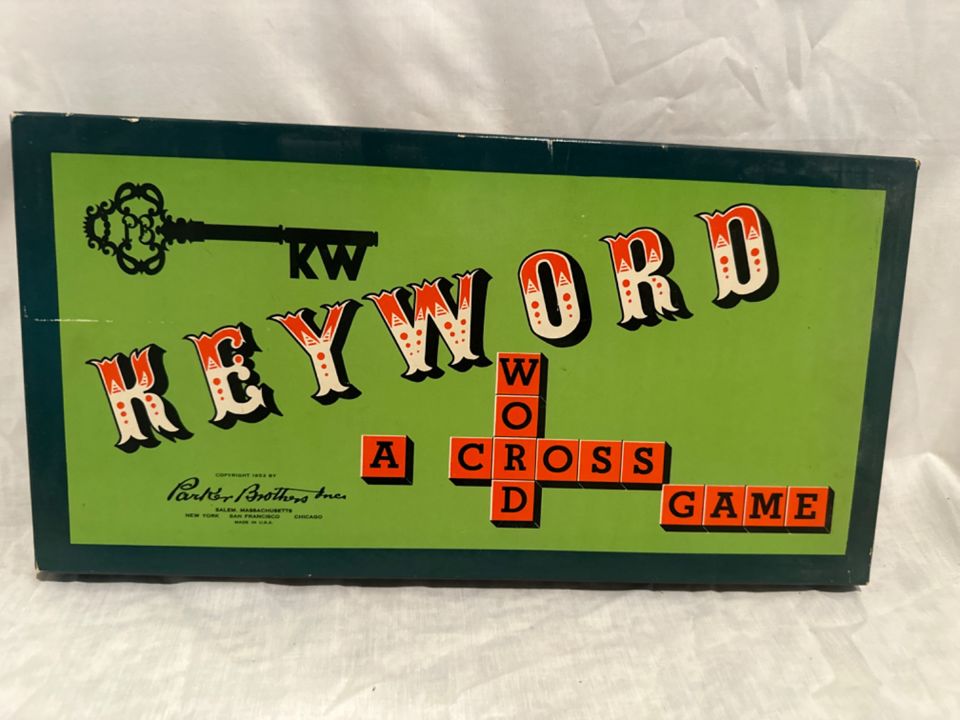 PB
KW
KEYWORD
WORD
A CROSS
GAME
COPYRIGHT 1953 BY
Parker Brothers Inc.
SALEM, MASSACHUSETTS
NEW YORK SAN FRANCISCO CHICAGO
MADE IN U.S.A.